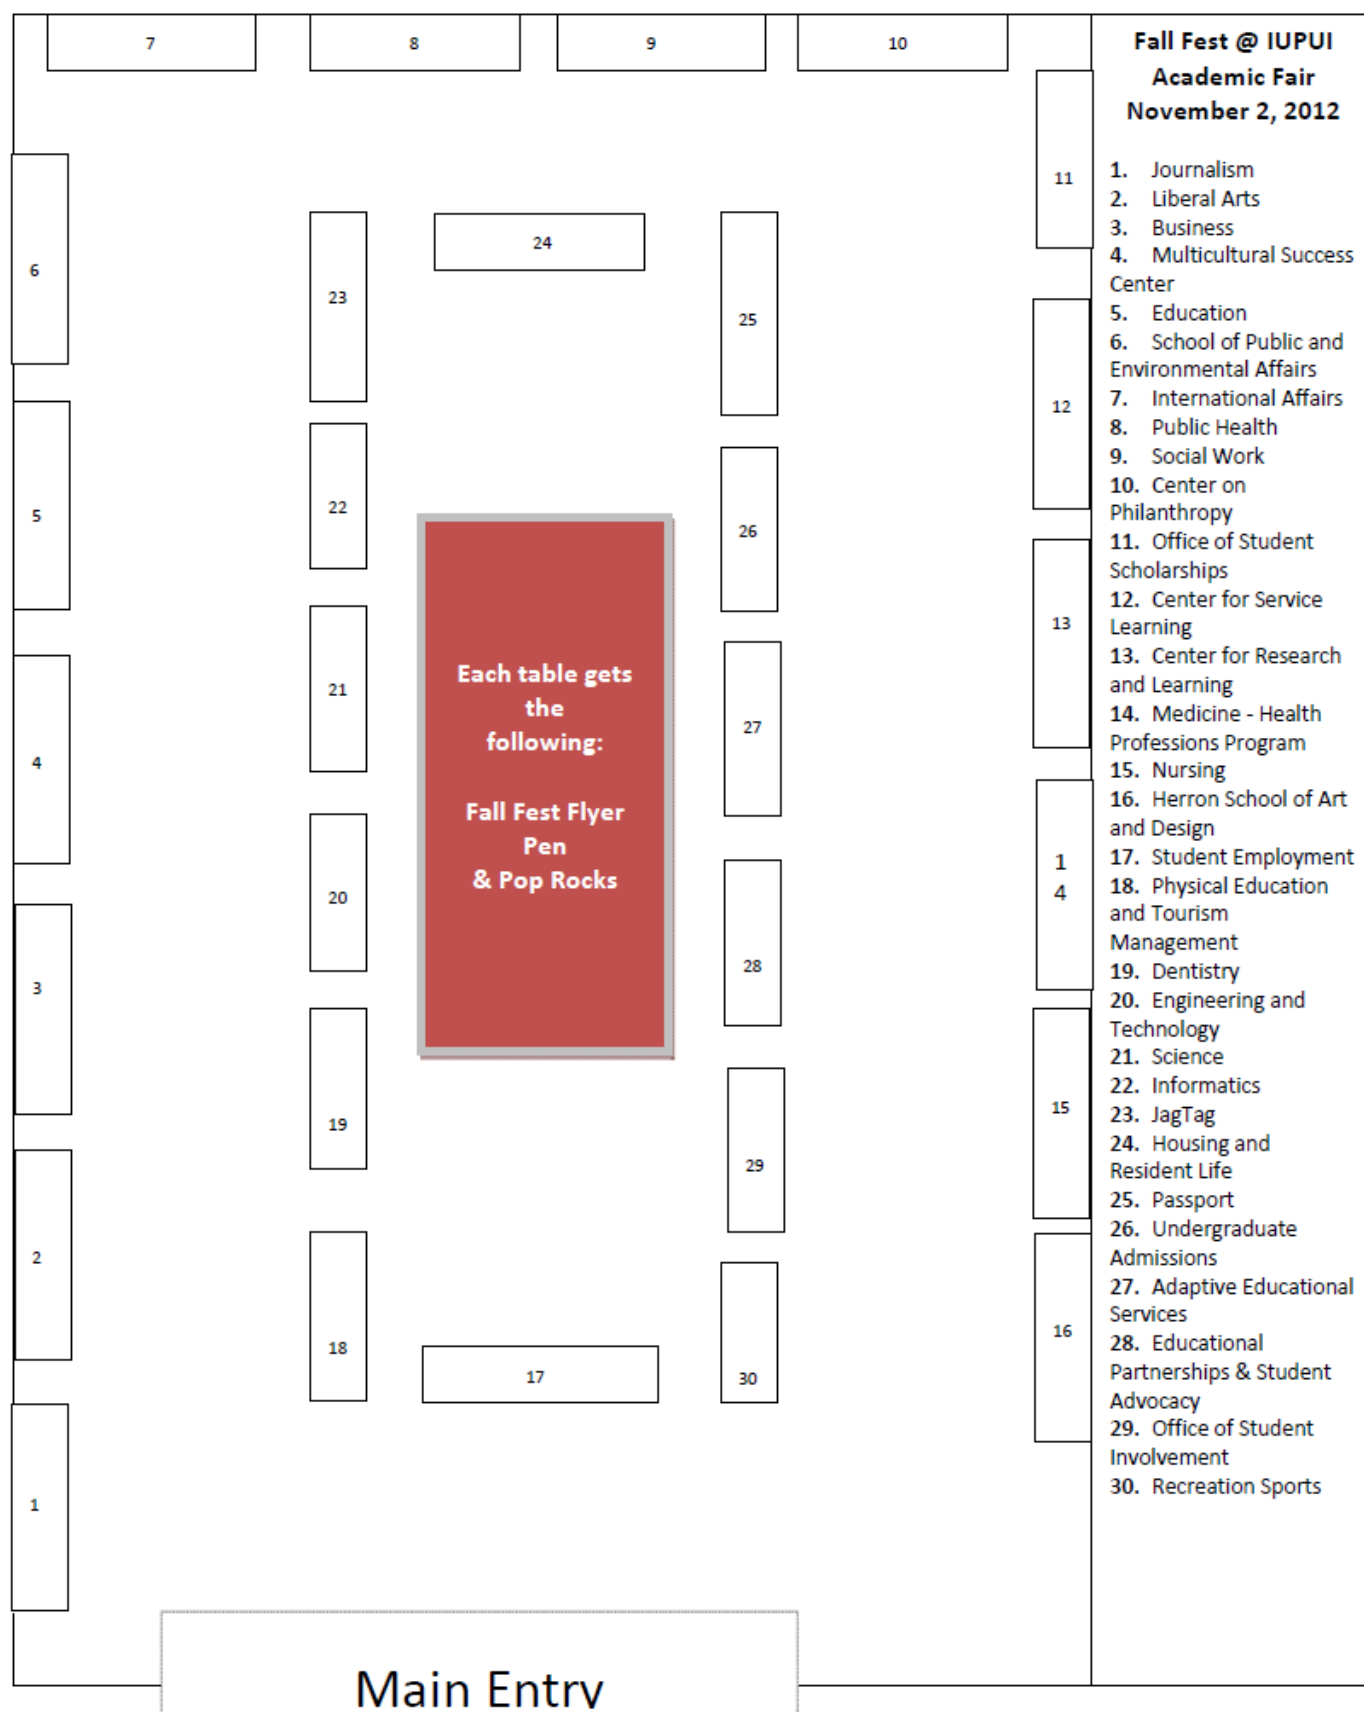 7
8
9
10
Fall Fest @ IUPUI
Academic Fair
November 2, 2012
11
6
24
23
25
12
5
22
26
13
21
27
4
Each table gets
the
following:
Fall Fest Flyer
Pen
& Pop Rocks
1
4
20
3
28
19
15
29
2
18
17
30
16
1
1. Journalism
2. Liberal Arts
3. Business
4. Multicultural Success
Center
5. Education
6. School of Public and
Environmental Affairs
7. International Affairs
8. Public Health
9. Social Work
10. Center on
Philanthropy
11. Office of Student
Scholarships
12. Center for Service
Learning
13. Center for Research
and Learning
14. Medicine - Health
Professions Program
15. Nursing
16. Herron School of Art
and Design
17. Student Employment
18. Physical Education
and Tourism
Management
19. Dentistry
20. Engineering and
Technology
21. Science
22. Informatics
23. JagTag
24. Housing and
Resident Life
25. Passport
26. Undergraduate
Admissions
27. Adaptive Educational
Services
28. Educational
Partnerships & Student
Advocacy
29. Office of Student
Involvement
30. Recreation Sports
Main Entry